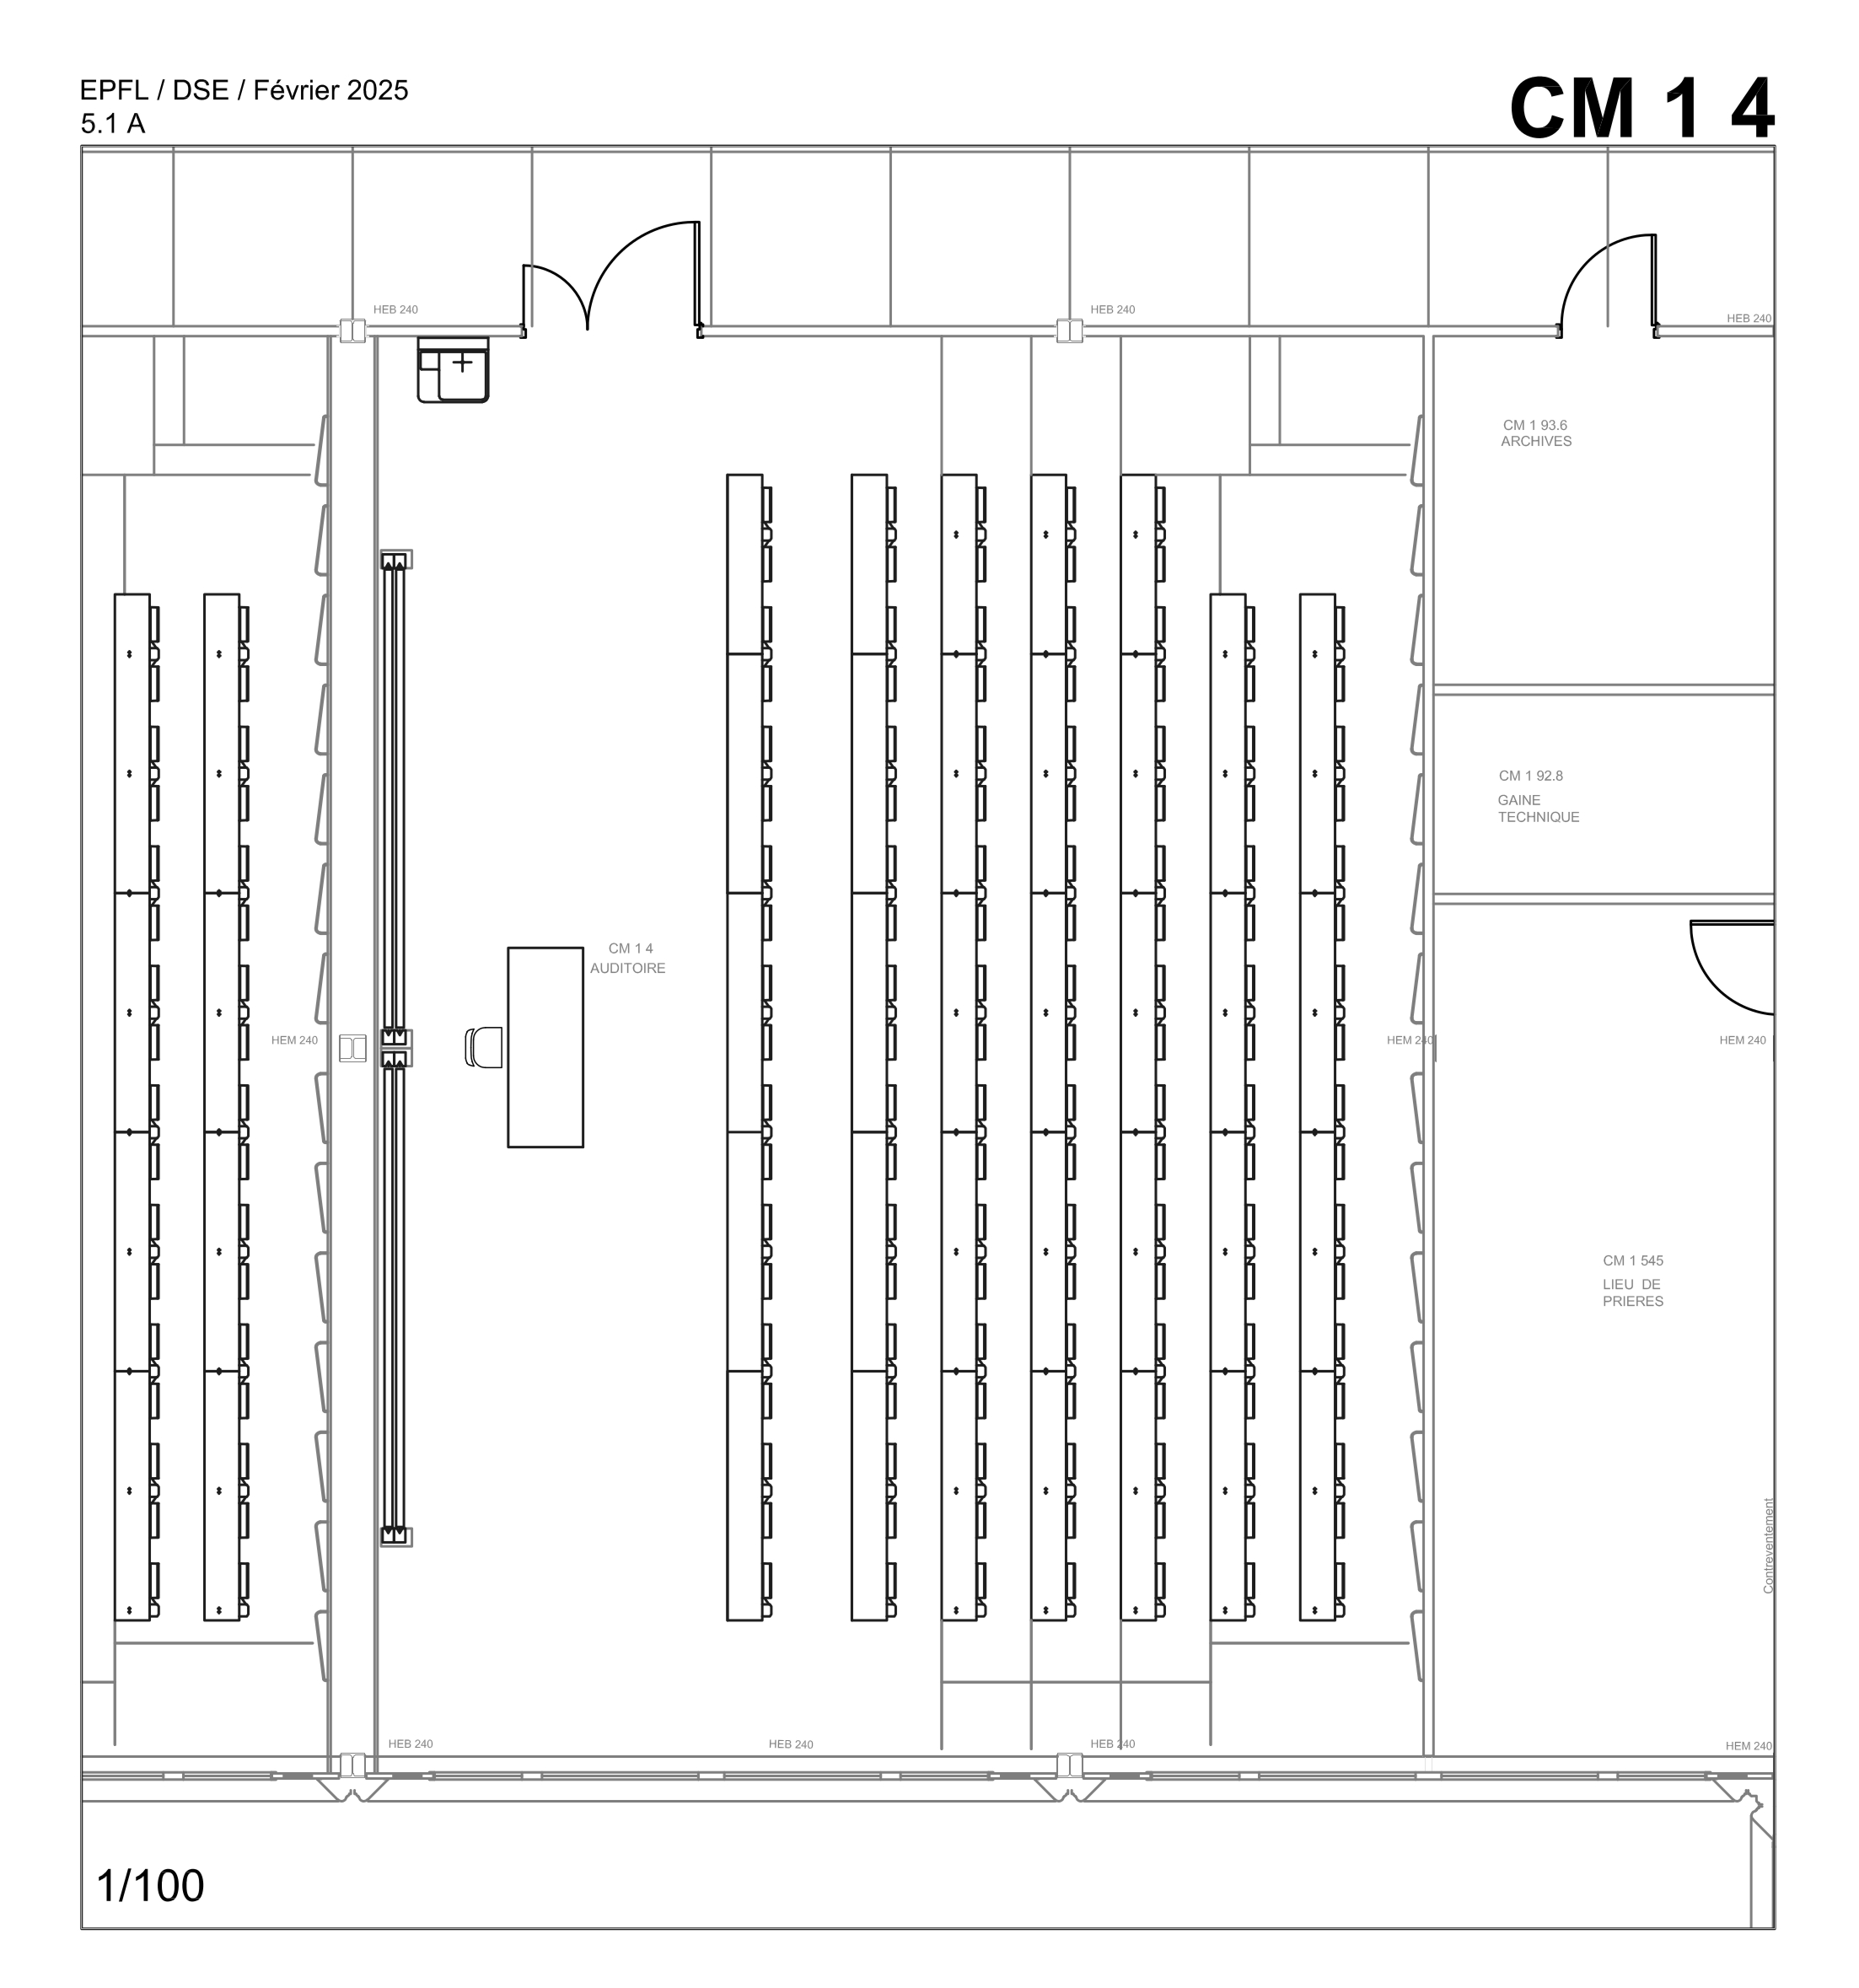 EPFL / DSE / Février 2025
5.1 A
CM 1 4
HEB 240
HEB 240
HEB 240
CM 1 93.6
ARCHIVES
CM 1 92.8
GAINE
TECHNIQUE
CM 1 4
AUDITOIRE
HEM 240
HEM 240
HEM 240
CM 1 545
LIEU DE
PRIERES
Contreventement
HEB 240
HEB 240
HEB 240
HEM 240
1/100